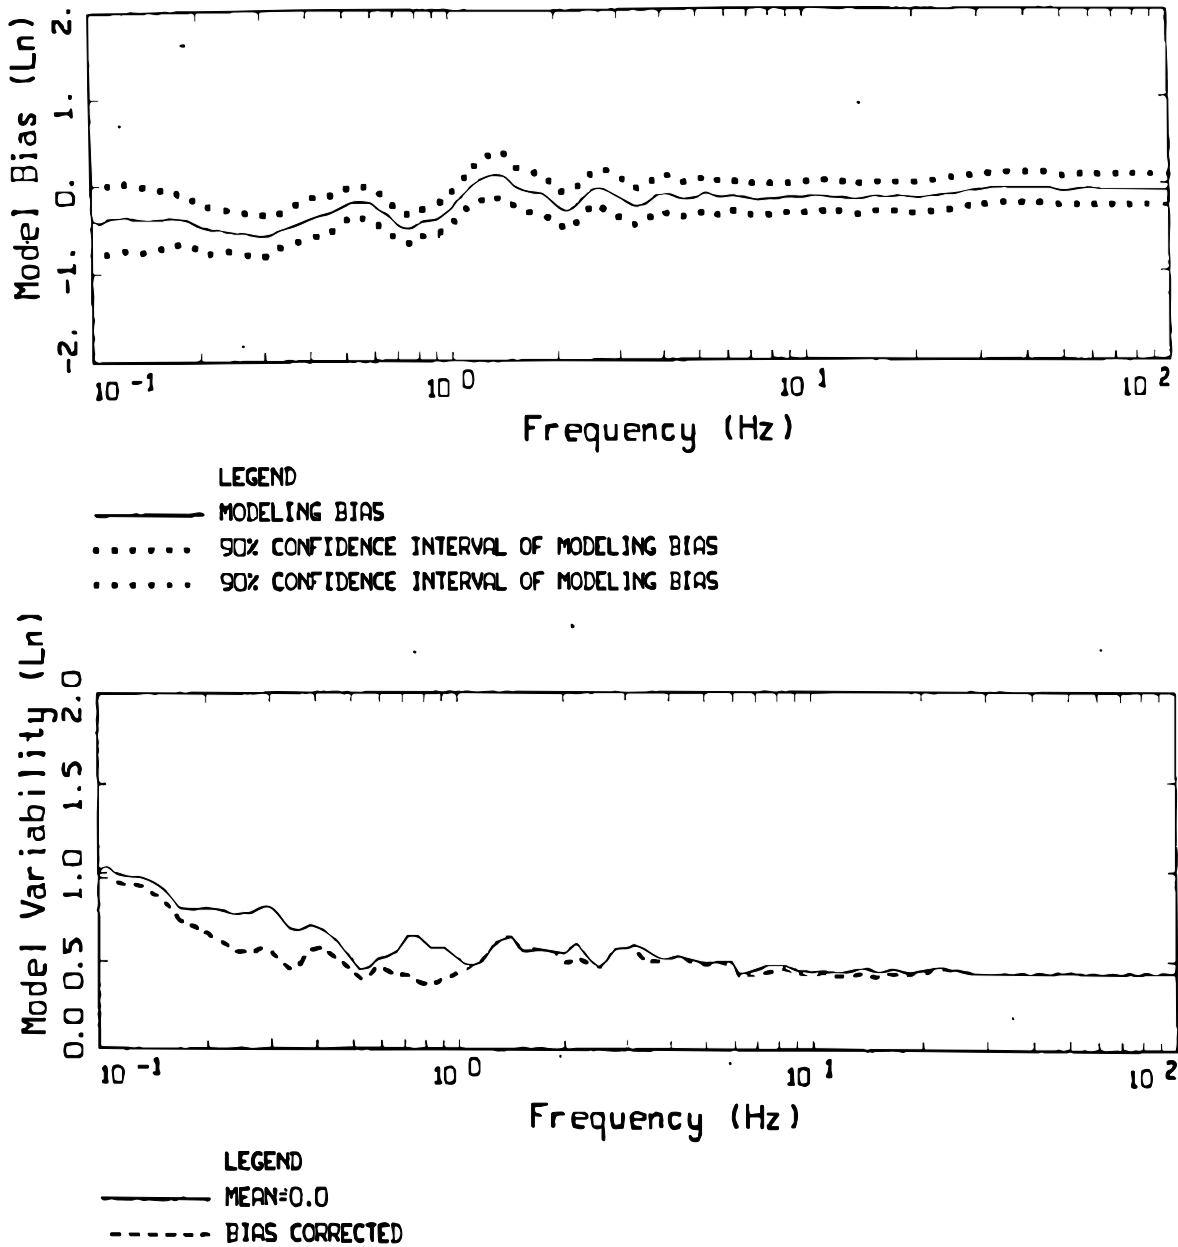 Model Bias (Ln)
2.
1.
0.
-1.
-2.
10 -1
10 0
10 1
10 2
Frequency (Hz)
LEGEND
MODELING BIAS
90% CONFIDENCE INTERVAL OF MODELING BIAS
90% CONFIDENCE INTERVAL OF MODELING BIAS
Model Variability (Ln)
2.0
1.5
1.0
0.5
0.0
10 -1
10 0
10 1
10 2
Frequency (Hz)
LEGEND
MEAN=0.0
BIAS CORRECTED